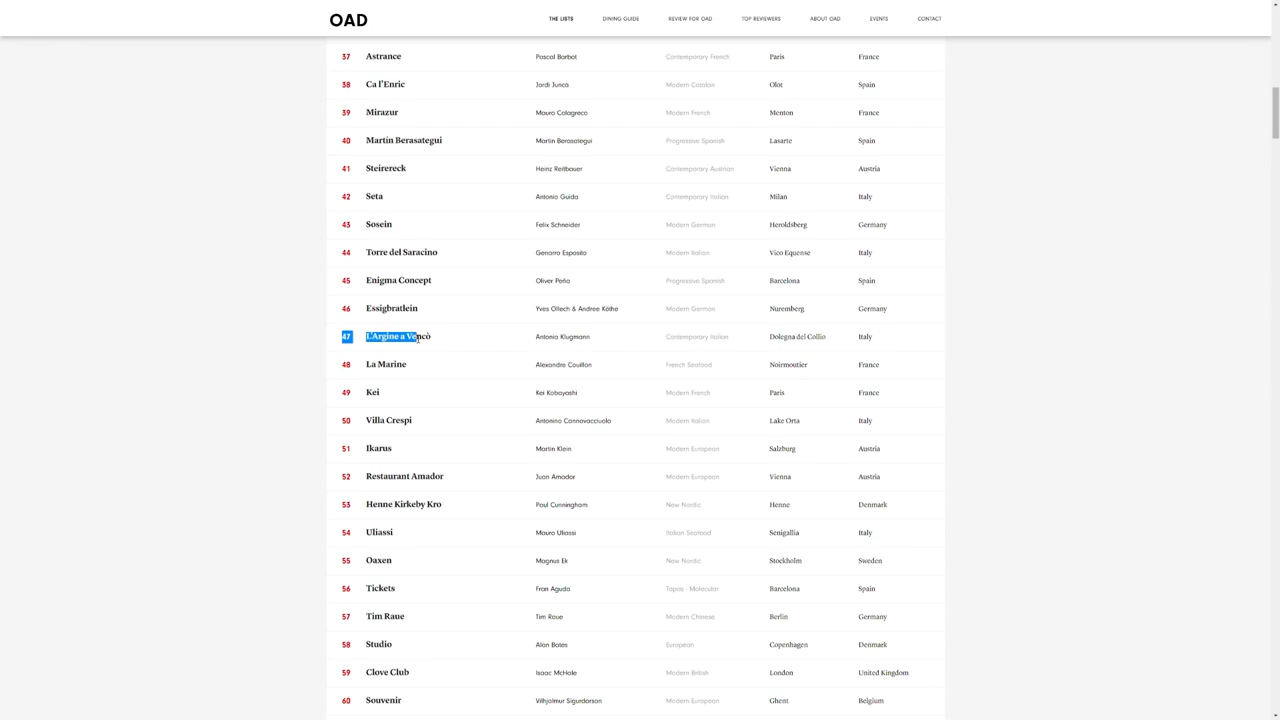 OAD THE LISTS DINING GUIDE REVIEW FOR OAD TOP REVIEWERS ABOUT OAD EVENTS CONTACT
37 Astrance Pascal Barbot Contemporary French Paris France
38 Ca l'Enric Jordi Juncà Modern Catalan Olot Spain
39 Mirazur Mauro Colagreco Modern French Menton France
40 Martín Berasategui Martín Berasategui Progressive Spanish Lasarte Spain
41 Steirereck Heinz Reitbauer Contemporary Austrian Vienna Austria
42 Seta Antonio Guida Contemporary Italian Milan Italy
43 Sosein Felix Schneider Modern German Heroldsberg Germany
44 Torre del Saracino Genarro Esposito Modern Italian Vico Equense Italy
45 Enigma Concept Oliver Peña Progressive Spanish Barcelona Spain
46 Essigbratlein Yves Ollech & Andree Köthe Modern German Nuremberg Germany
47 L'Argine a Vencò Antonia Klugmann Contemporary Italian Dolegna del Collio Italy
48 La Marine Alexandre Couillon French Seafood Noirmoutier France
49 Kei Kei Kobayashi Modern French Paris France
50 Villa Crespi Antonino Cannavacciuolo Modern Italian Lake Orta Italy
51 Ikarus Martin Klein Modern European Salzburg Austria
52 Restaurant Amador Juan Amador Modern European Vienna Austria
53 Henne Kirkeby Kro Paul Cunningham New Nordic Henne Denmark
54 Uliassi Mauro Uliassi Italian Seafood Senigallia Italy
55 Oaxen Magnus Ek New Nordic Stockholm Sweden
56 Tickets Fran Agudo Tapas - Molecular Barcelona Spain
57 Tim Raue Tim Raue Modern Chinese Berlin Germany
58 Studio Alan Bates European Copenhagen Denmark
59 Clove Club Isaac McHale Modern British London United Kingdom
60 Souvenir Vilhjalmur Sigurdarson Modern European Ghent Belgium